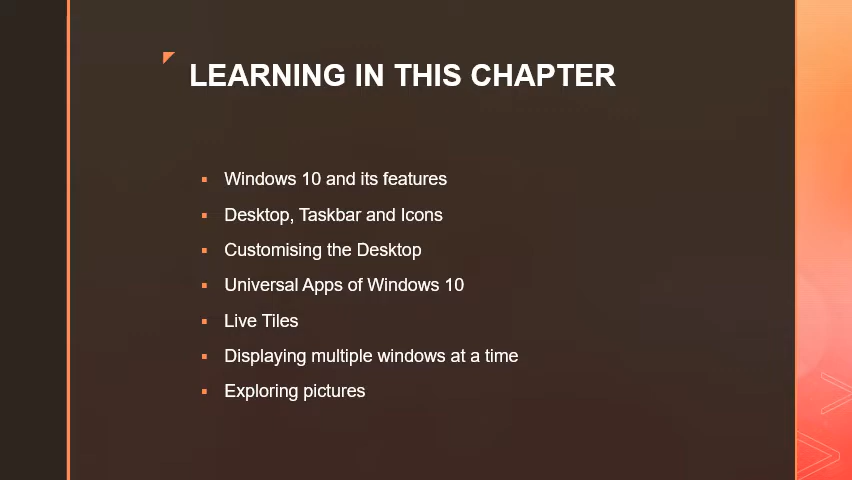 LEARNING IN THIS CHAPTER
Windows 10 and its features
Desktop, Taskbar and Icons
Customising the Desktop
Universal Apps of Windows 10
Live Tiles
Displaying multiple windows at a time
Exploring pictures